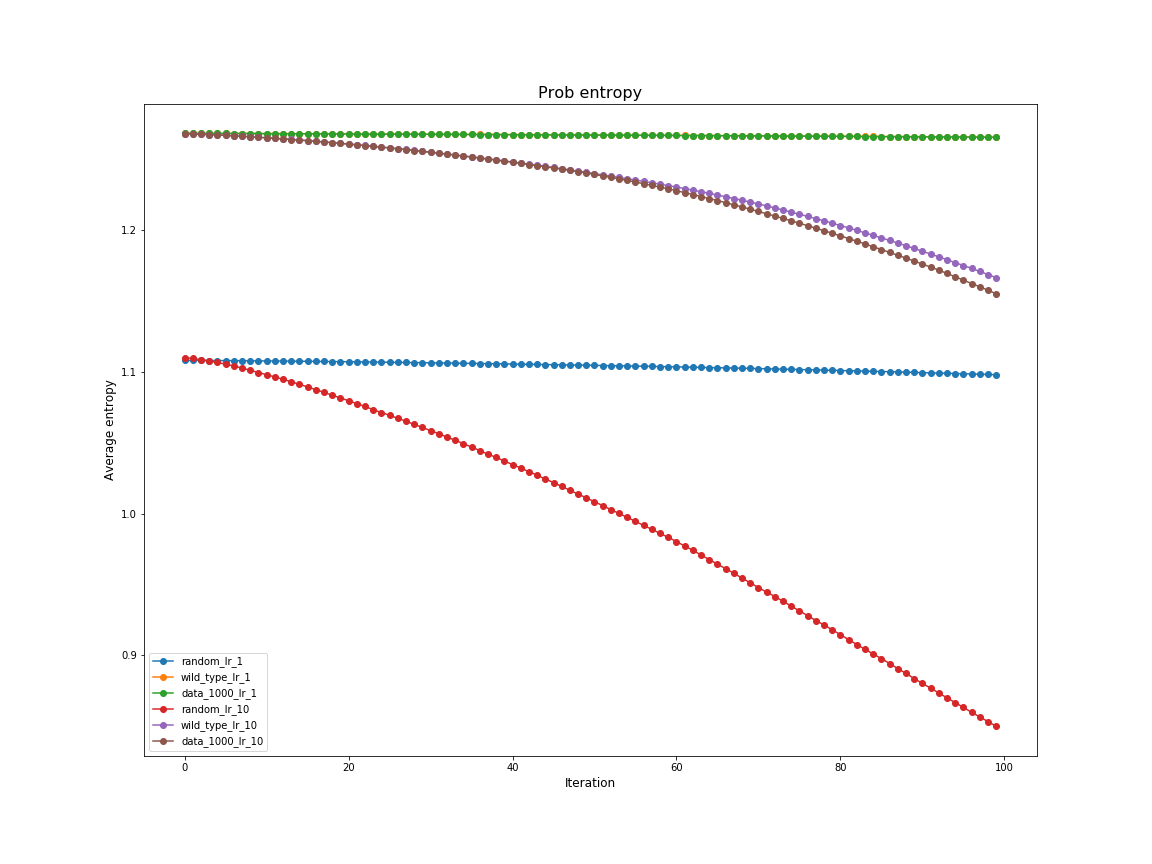 Prob entropy
Average entropy
1.2
1.1
1.0
0.9
random_lr_1
wild_type_lr_1
data_1000_lr_1
random_lr_10
wild_type_lr_10
data_1000_lr_10
0 20 40 60 80 100
Iteration